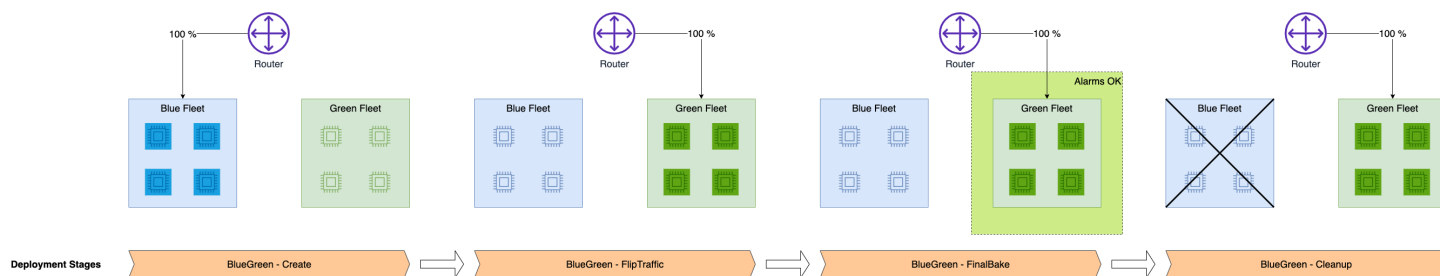 100 %
Router
Blue Fleet
Green Fleet
100 %
Router
Blue Fleet
Green Fleet
100 %
Router
Alarms OK
Blue Fleet
Green Fleet
100 %
Router
Blue Fleet
Green Fleet
Deployment Stages
BlueGreen - Create
BlueGreen - FlipTraffic
BlueGreen - FinalBake
BlueGreen - Cleanup